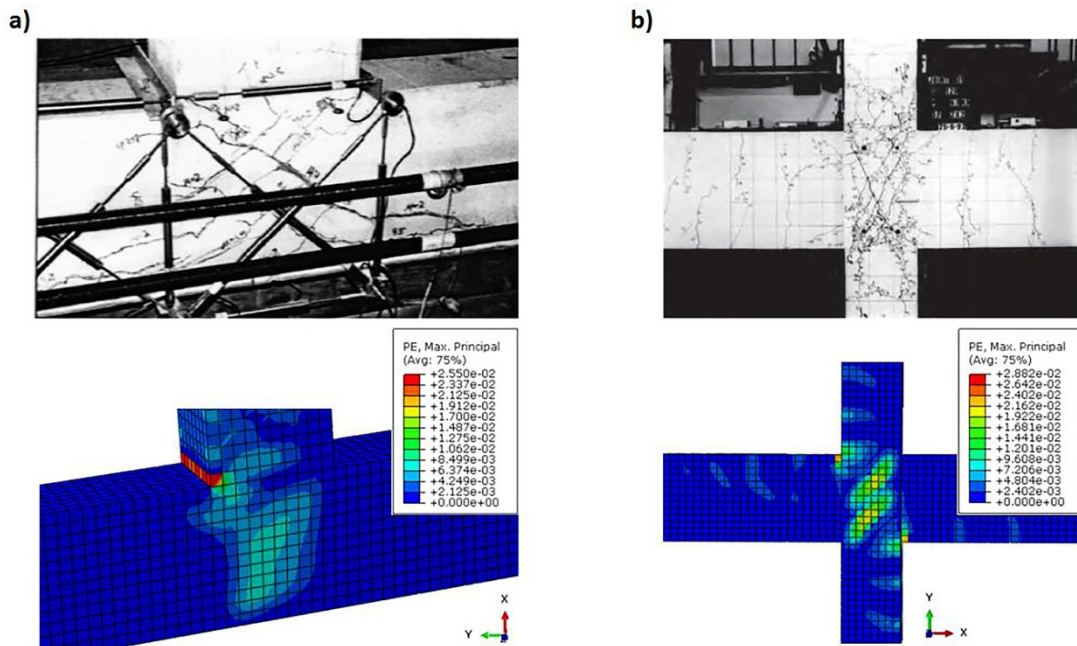 a)
b)
PE, Max. Principal
(Avg: 75%)
+2.550e-02
+2.337e-02
+2.125e-02
+1.912e-02
+1.700e-02
+1.487e-02
+1.275e-02
+1.062e-02
+8.499e-03
+6.374e-03
+4.249e-03
+2.125e-03
+0.000e+00
X
Y
PE, Max. Principal
(Avg: 75%)
+2.882e-02
+2.642e-02
+2.402e-02
+2.162e-02
+1.922e-02
+1.681e-02
+1.441e-02
+1.201e-02
+9.608e-03
+7.206e-03
+4.804e-03
+2.402e-03
+0.000e+00
Y
X